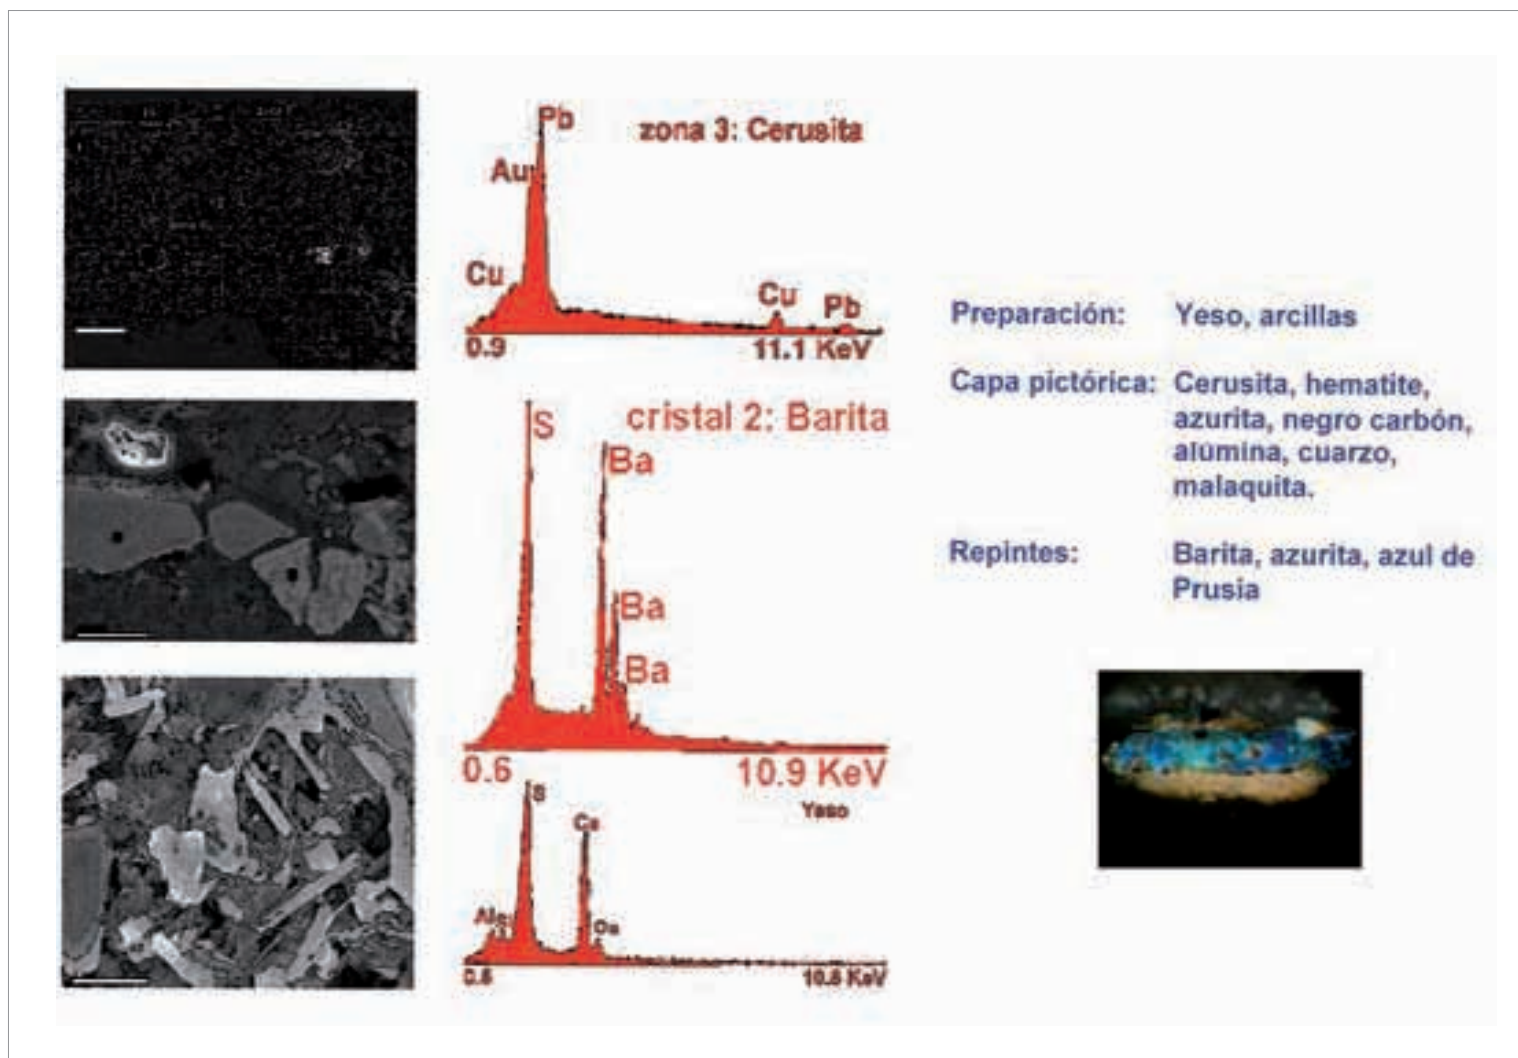 Pb
zona 3: Cerusita
Au
Cu
Cu
Pb
0.9
11.1 KeV
S
cristal 2: Barita
Ba
Ba
Ba
0.6
10.9 KeV
Yeso
S
Ca
Ca
10.8 KeV
Preparación: Yeso, arcillas
Capa pictórica: Cerusita, hematite,
azurita, negro carbón,
alúmina, cuarzo,
malaquita.
Repintes: Barita, azurita, azul de
Prusia